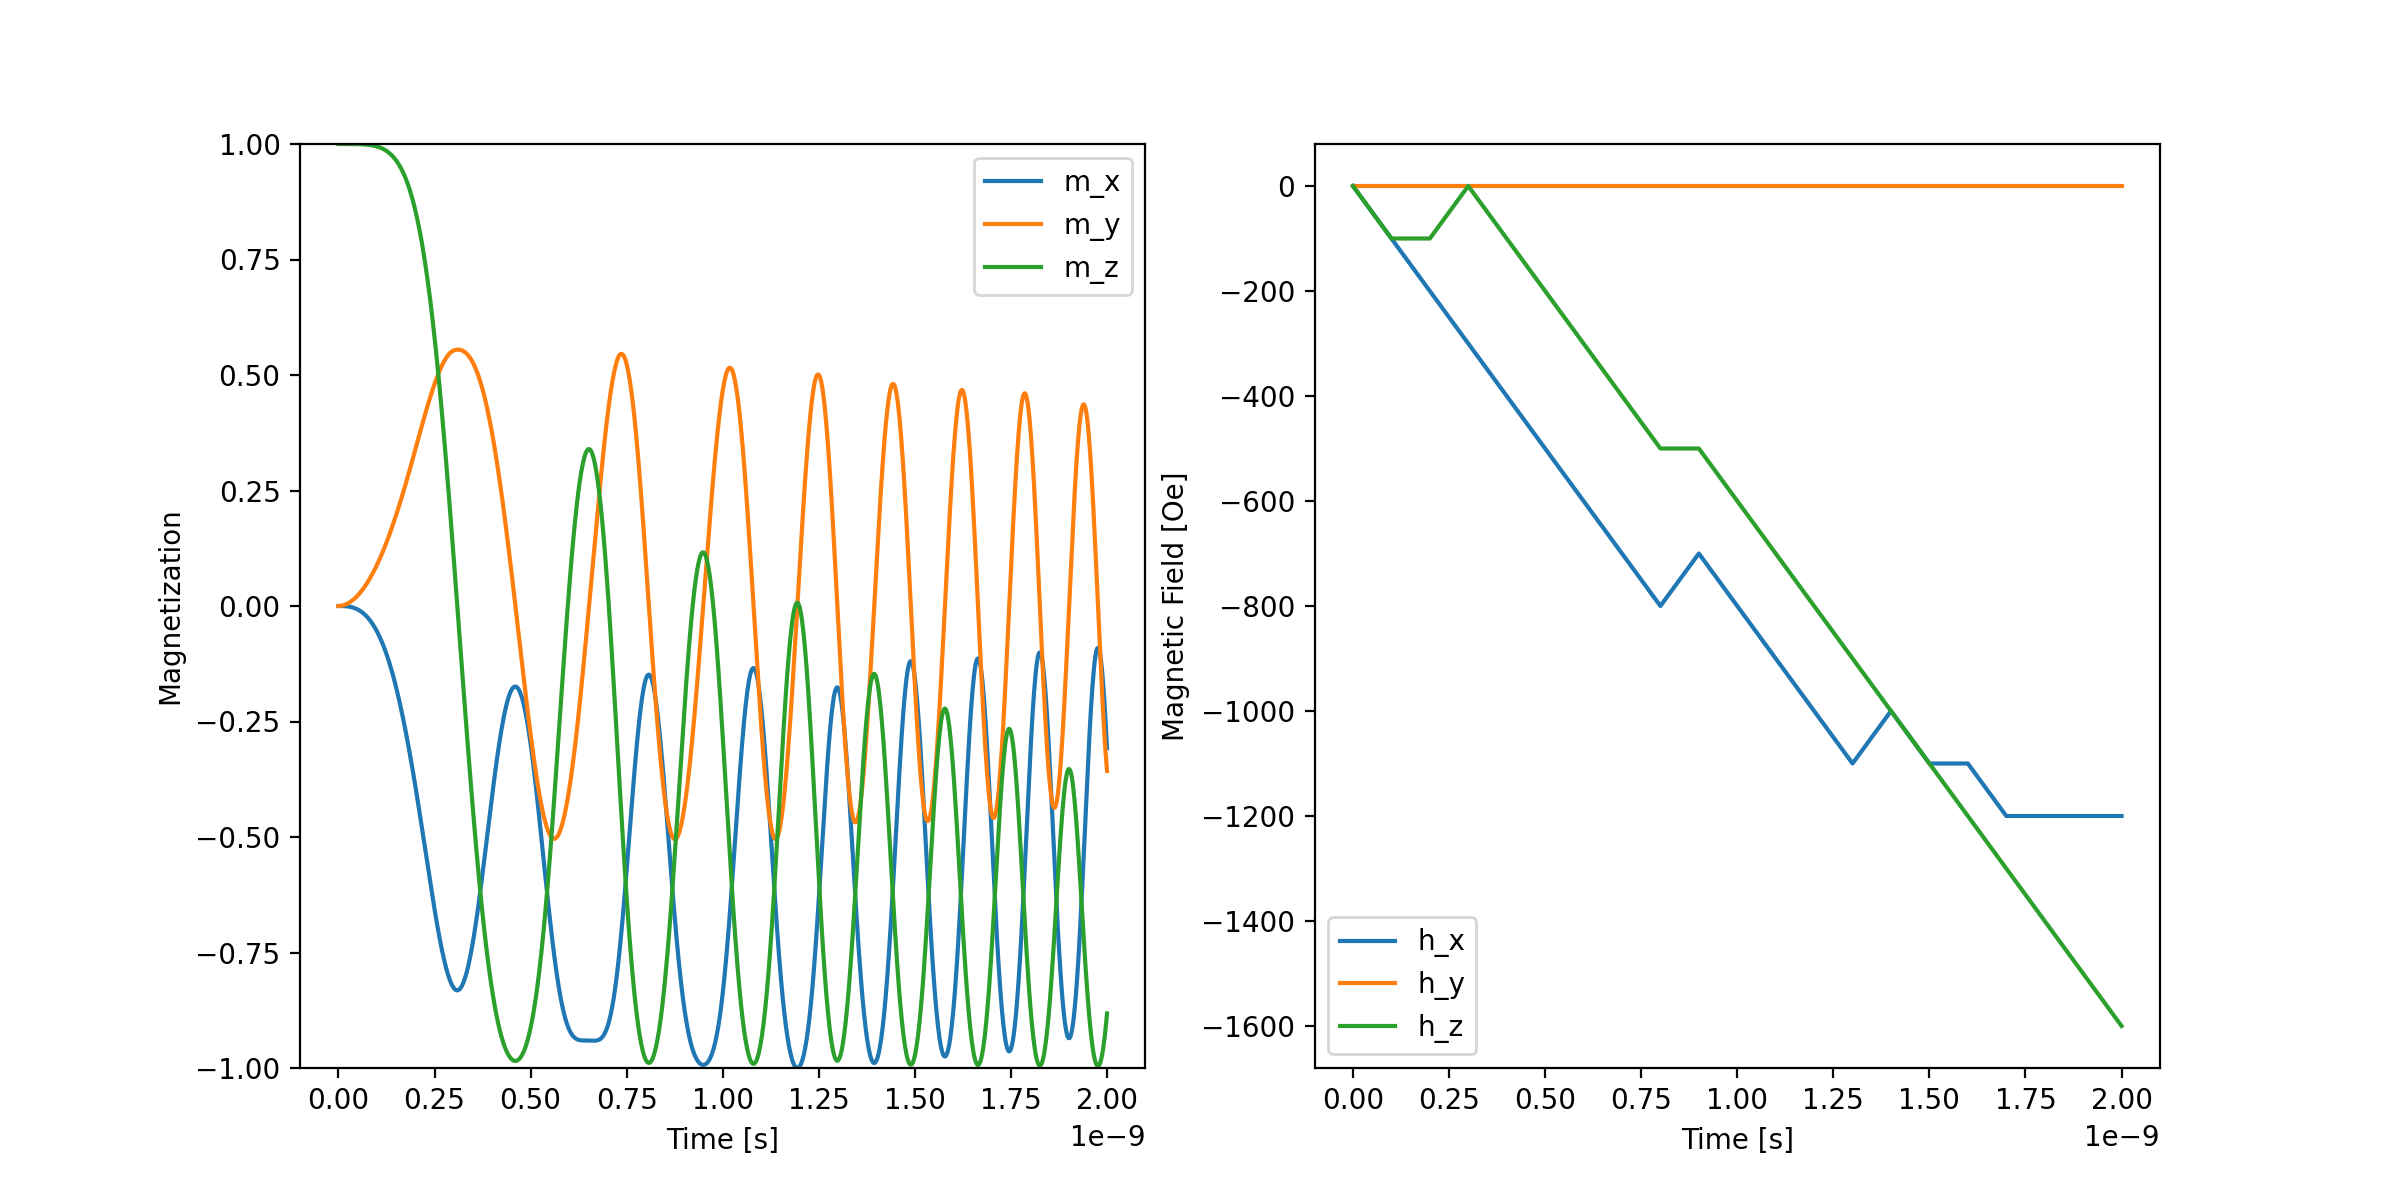 1.00
0.75
0.50
0.25
0.00
−0.25
−0.50
−0.75
−1.00
Magnetization
m_x
m_y
m_z
0.00 0.25 0.50 0.75 1.00 1.25 1.50 1.75 2.00
Time [s]
1e−9
0
−200
−400
−600
−800
−1000
−1200
−1400
−1600
Magnetic Field [Oe]
h_x
h_y
h_z
0.00 0.25 0.50 0.75 1.00 1.25 1.50 1.75 2.00
Time [s]
1e−9